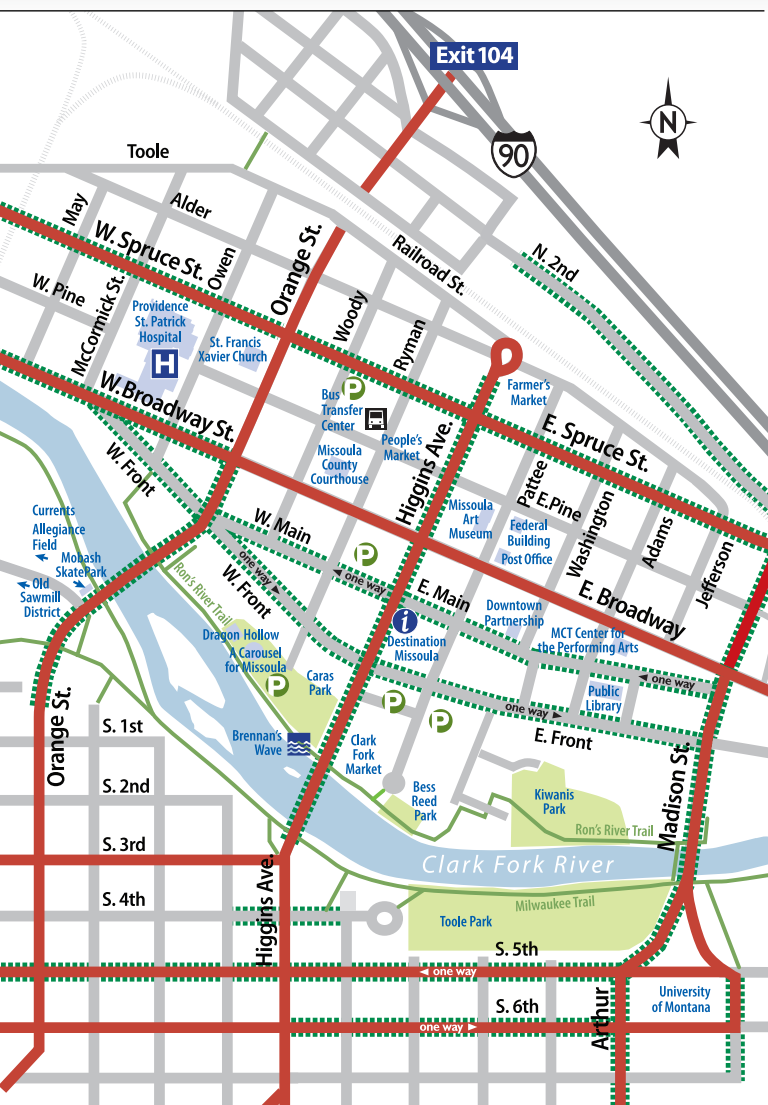 Exit 104
N
90
Toole
May
Alder
W. Spruce St.
Owen
Orange St.
Railroad St.
N. 2nd
W. Pine
McCormick St.
Providence
St. Patrick
Hospital
H
St. Francis
Xavier Church
Woody
Ryman
Farmer's
Market
W. Broadway St.
Bus
Transfer
Center
P
People's
Market
Missoula
County
Courthouse
Higgins Ave.
E. Spruce St.
Pattee
E.Pine
Washington
Adams
Jefferson
W. Front
Missoula
Art
Museum
Federal
Building
Post Office
Currents
Allegiance
Field
Mobash
SkatePark
Old
Sawmill
District
W. Main
P
one way
one way
W. Front
E. Main
E. Broadway
Ron's River Trail
i
Destination
Missoula
Downtown
Partnership
MCT Center for
the Performing Arts
Dragon Hollow
A Carousel
for Missoula
P
Caras
Park
one way
Public
Library
P
P
one way
E. Front
Orange St.
S. 1st
Brennan's
Wave
Clark
Fork
Market
Madison St.
S. 2nd
Bess
Reed
Park
Kiwanis
Park
Ron's River Trail
S. 3rd
Clark Fork River
Higgins Ave.
S. 4th
Milwaukee Trail
Toole Park
S. 5th
one way
S. 6th
one way
Arthur
University
of Montana